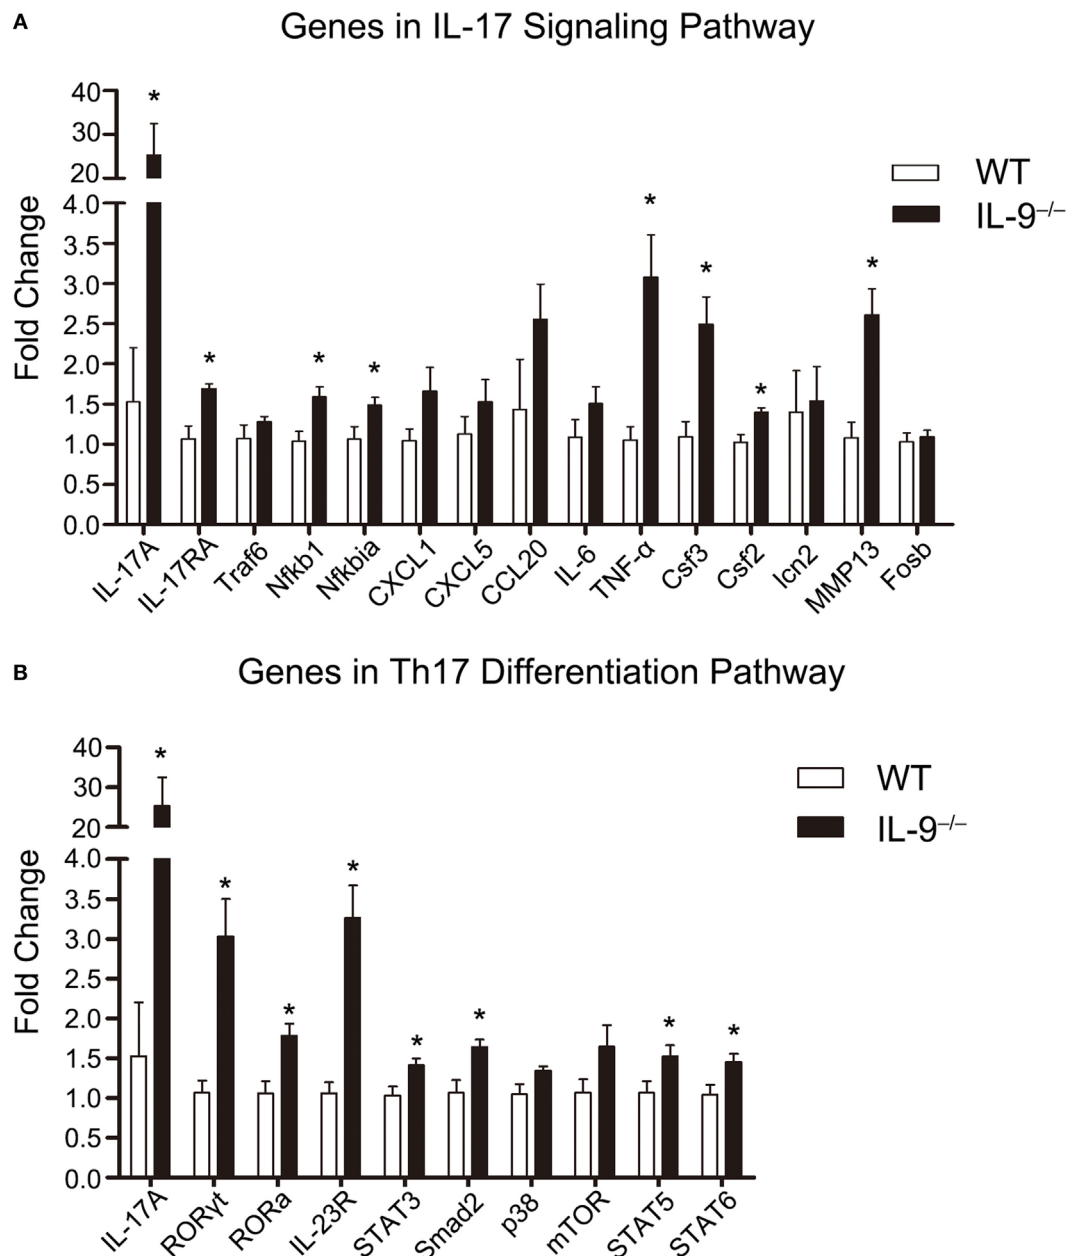 A
Genes in IL-17 Signaling Pathway
Fold Change
40
30
20
4.0
3.5
3.0
2.5
2.0
1.5
1.0
0.5
0.0
*
*
*
*
*
*
*
*
WT
IL-9–/–
IL-17A
IL-17RA
Traf6
Nfkb1
Nfkbia
CXCL1
CXCL5
CCL20
IL-6
TNF-α
Csf3
Csf2
lcn2
MMP13
Fosb
B
Genes in Th17 Differentiation Pathway
Fold Change
40
30
20
4.0
3.5
3.0
2.5
2.0
1.5
1.0
0.5
0.0
*
*
*
*
*
*
*
*
WT
IL-9–/–
IL-17A
RORγt
RORa
IL-23R
STAT3
Smad2
p38
mTOR
STAT5
STAT6